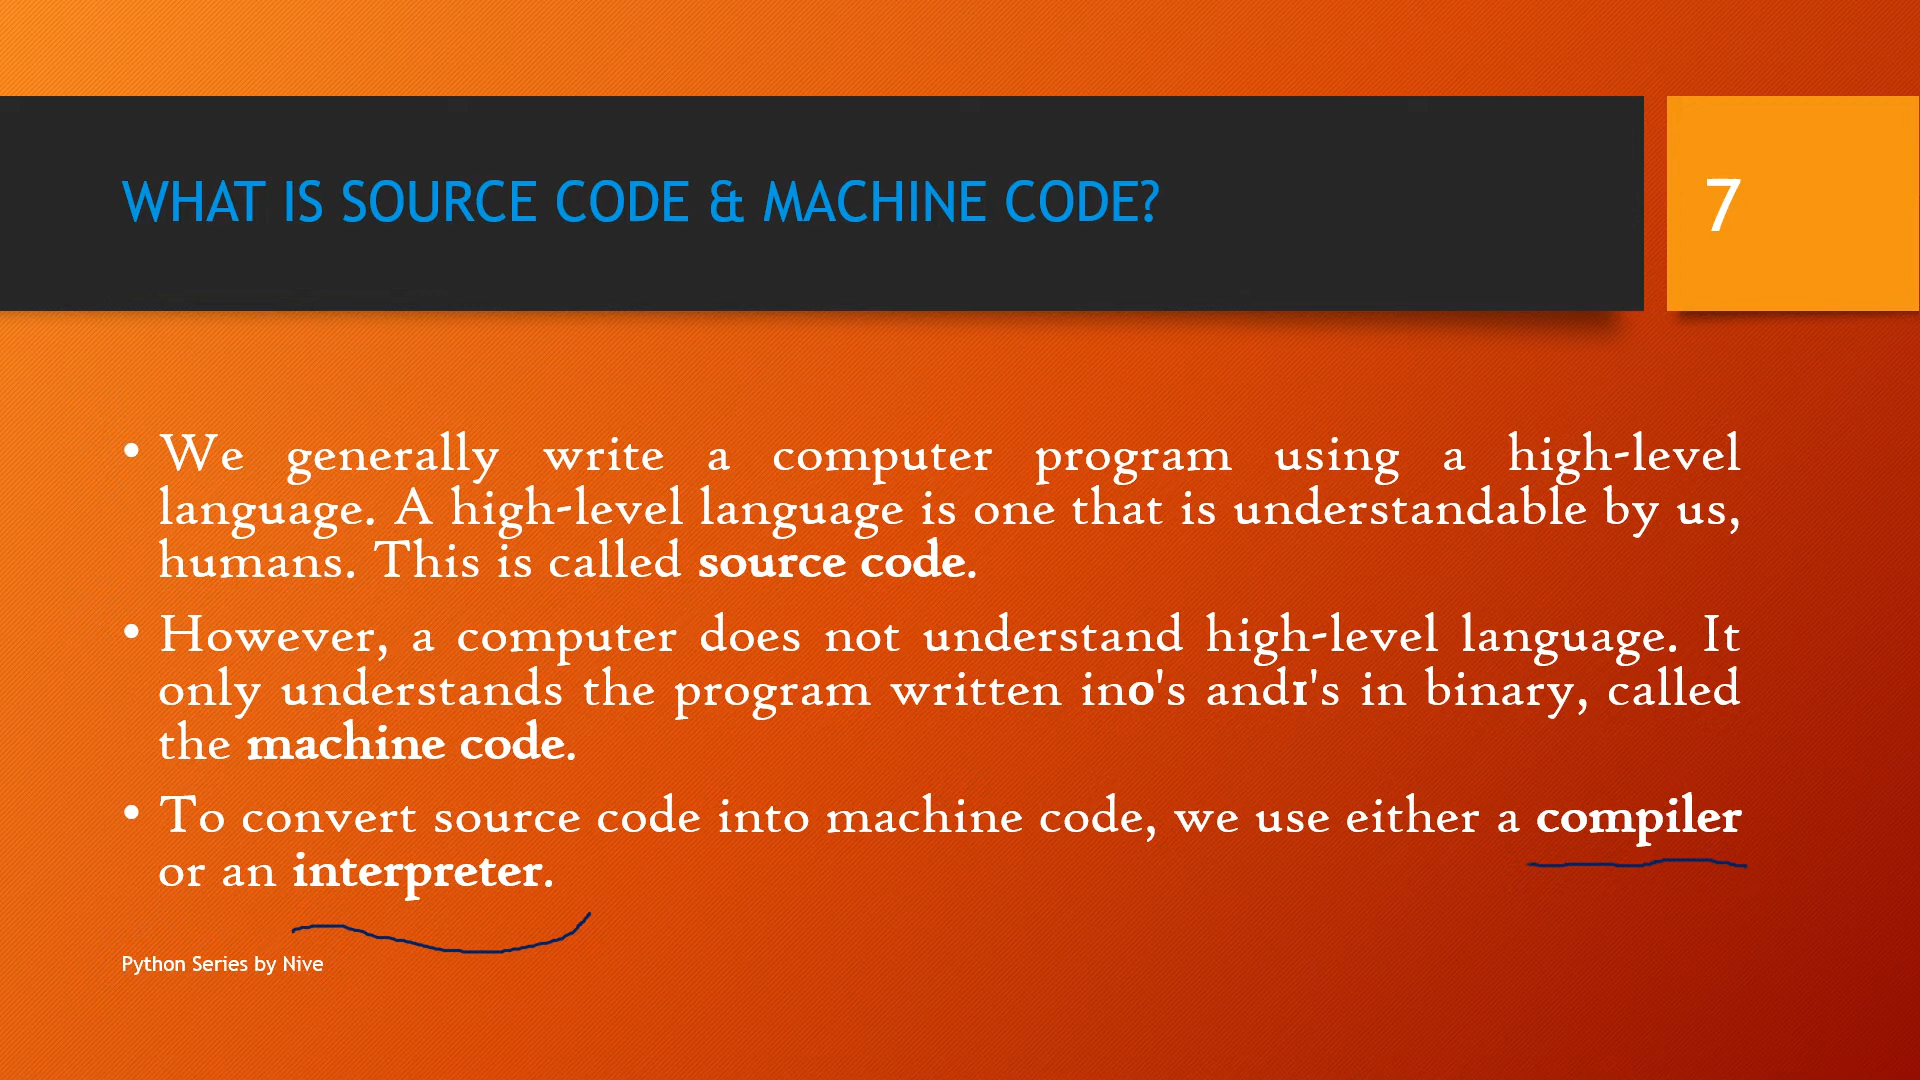 WHAT IS SOURCE CODE & MACHINE CODE?
7
• We generally write a computer program using a high-level
language. A high-level language is one that is understandable by us,
humans. This is called source code.
• However, a computer does not understand high-level language. It
only understands the program written in0's and1's in binary, called
the machine code.
• To convert source code into machine code, we use either a compiler
or an interpreter.
Python Series by Nive